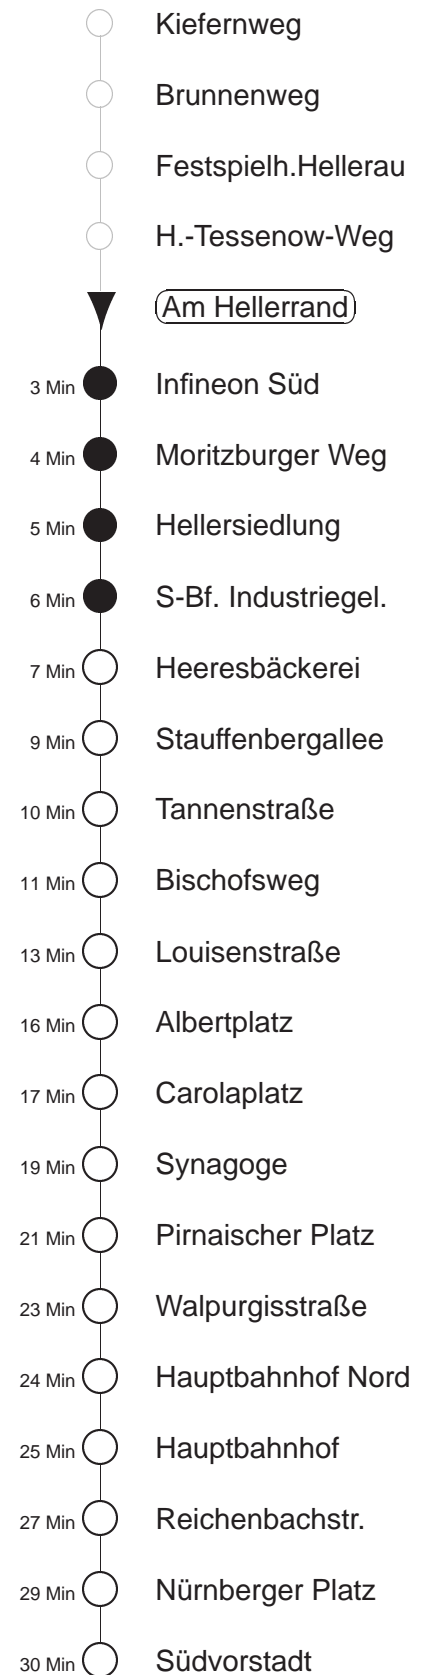 Kiefernweg
Brunnenweg
Festspielh.Hellerau
H.-Tessenow-Weg
Am Hellerrand
3 Min Infineon Süd
4 Min Moritzburger Weg
5 Min Hellersiedlung
6 Min S-Bf. Industriegel.
7 Min Heeresbäckerei
9 Min Stauffenbergallee
10 Min Tannenstraße
11 Min Bischofsweg
13 Min Louisenstraße
16 Min Albertplatz
17 Min Carolaplatz
19 Min Synagoge
21 Min Pirnaischer Platz
23 Min Walpurgisstraße
24 Min Hauptbahnhof Nord
25 Min Hauptbahnhof
27 Min Reichenbachstr.
29 Min Nürnberger Platz
30 Min Südvorstadt